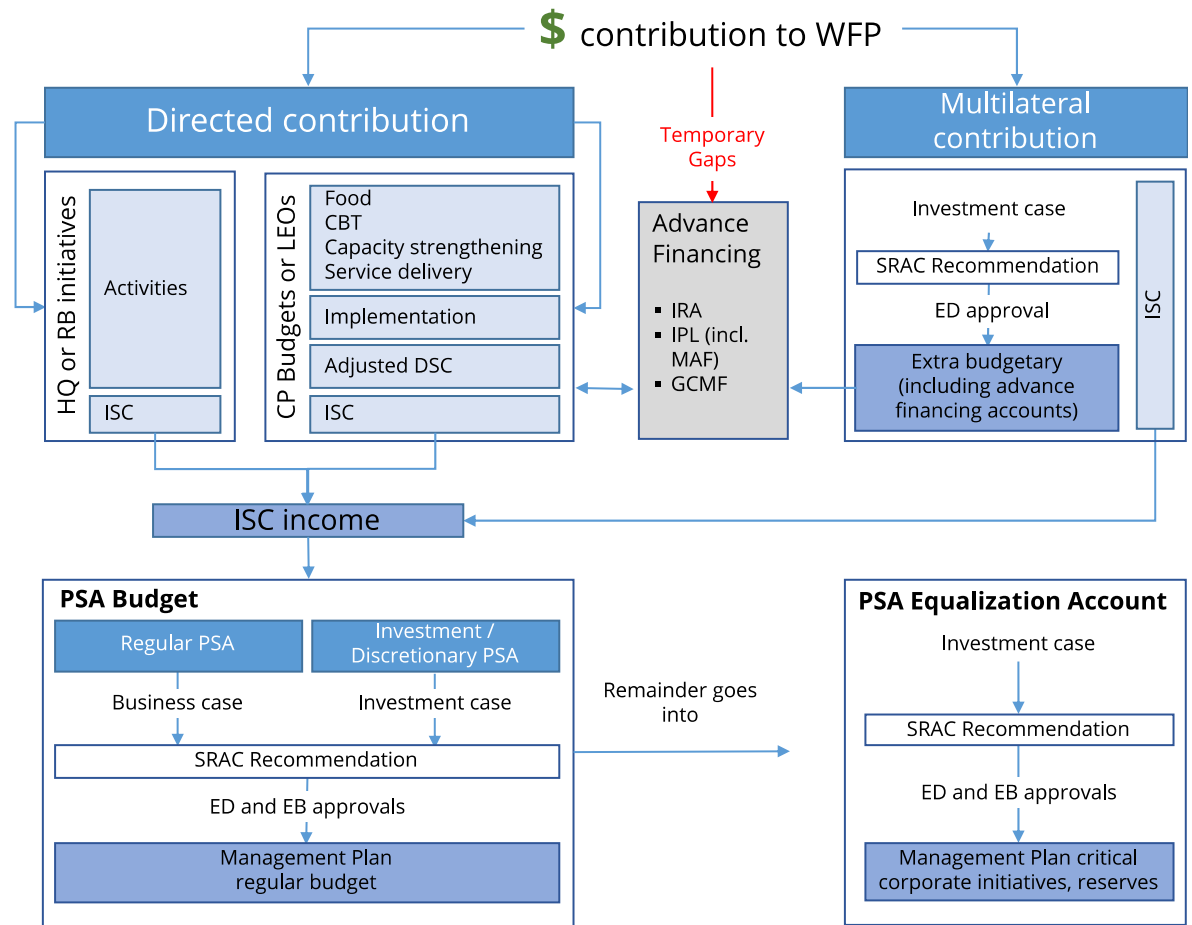 $ contribution to WFP
Directed contribution
Multilateral
contribution
Temporary
Gaps
HQ or RB initiatives
Activities
ISC
CP Budgets or LEOs
Food
CBT
Capacity strengthening
Service delivery
Implementation
Adjusted DSC
ISC
Advance
Financing
▪ IRA
▪ IPL (incl.
MAF)
▪ GCMF
Investment case
SRAC Recommendation
ED approval
Extra budgetary
(including advance
financing accounts)
ISC
ISC income
PSA Budget
Regular PSA
Investment /
Discretionary PSA
Business case
Investment case
SRAC Recommendation
ED and EB approvals
Management Plan
regular budget
Remainder goes
into
PSA Equalization Account
Investment case
SRAC Recommendation
ED and EB approvals
Management Plan critical
corporate initiatives, reserves